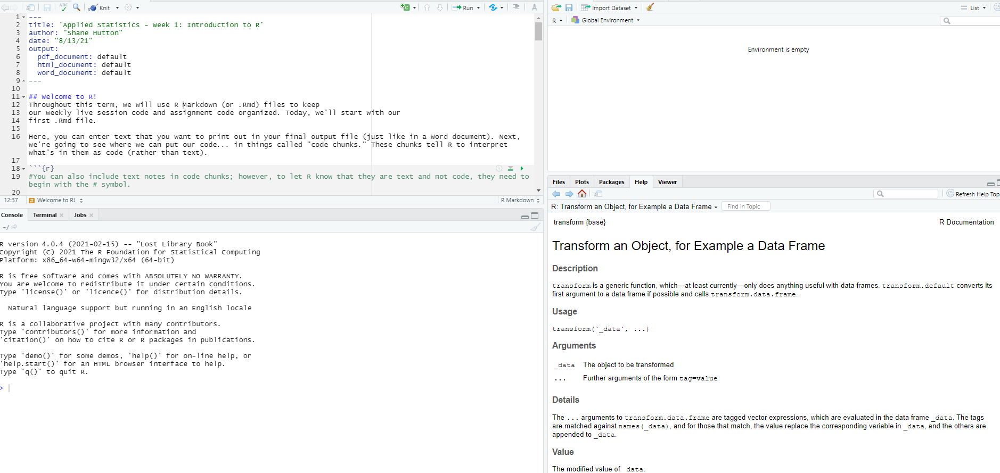 ABC Knit Run
1 ---
2 title: 'Applied Statistics - Week 1: Introduction to R'
3 author: "Shane Hutton"
4 date: "8/13/21"
5 output:
6 pdf_document: default
7 html_document: default
8 word_document: default
9 ---
10
11 ## Welcome to R!
12 Throughout this term, we will use R Markdown (or .Rmd) files to keep
13 our weekly live session code and assignment code organized. Today, we'll start with our
14 first .Rmd file.
15
16 Here, you can enter text that you want to print out in your final output file (just like in a Word document). Next,
we're going to see where we can put our code... in things called "code chunks." These chunks tell R to interpret
what's in them as code (rather than text).
17
18 ```{r}
19 #You can also include text notes in code chunks; however, to let R know that they are text and not code, they need to
begin with the # symbol.
20
12:37 # Welcome to R! R Markdown
Console Terminal Jobs
~/
R version 4.0.4 (2021-02-15) -- "Lost Library Book"
Copyright (C) 2021 The R Foundation for Statistical Computing
Platform: x86_64-w64-mingw32/x64 (64-bit)
R is free software and comes with ABSOLUTELY NO WARRANTY.
You are welcome to redistribute it under certain conditions.
Type 'license()' or 'licence()' for distribution details.
Natural language support but running in an English locale
R is a collaborative project with many contributors.
Type 'contributors()' for more information and
'citation()' on how to cite R or R packages in publications.
Type 'demo()' for some demos, 'help()' for on-line help, or
'help.start()' for an HTML browser interface to help.
Type 'q()' to quit R.
>
Import Dataset List
R Global Environment
Environment is empty
Files Plots Packages Help Viewer
Refresh Help Top
R: Transform an Object, for Example a Data Frame Find in Topic
transform {base} R Documentation
Transform an Object, for Example a Data Frame
Description
transform is a generic function, which—at least currently—only does anything useful with data frames. transform.default converts its
first argument to a data frame if possible and calls transform.data.frame.
Usage
transform(`_data`, ...)
Arguments
_data The object to be transformed
... Further arguments of the form tag=value
Details
The ... arguments to transform.data.frame are tagged vector expressions, which are evaluated in the data frame _data. The tags
are matched against names(_data), and for those that match, the value replace the corresponding variable in _data, and the others are
appended to _data.
Value
The modified value of _data.